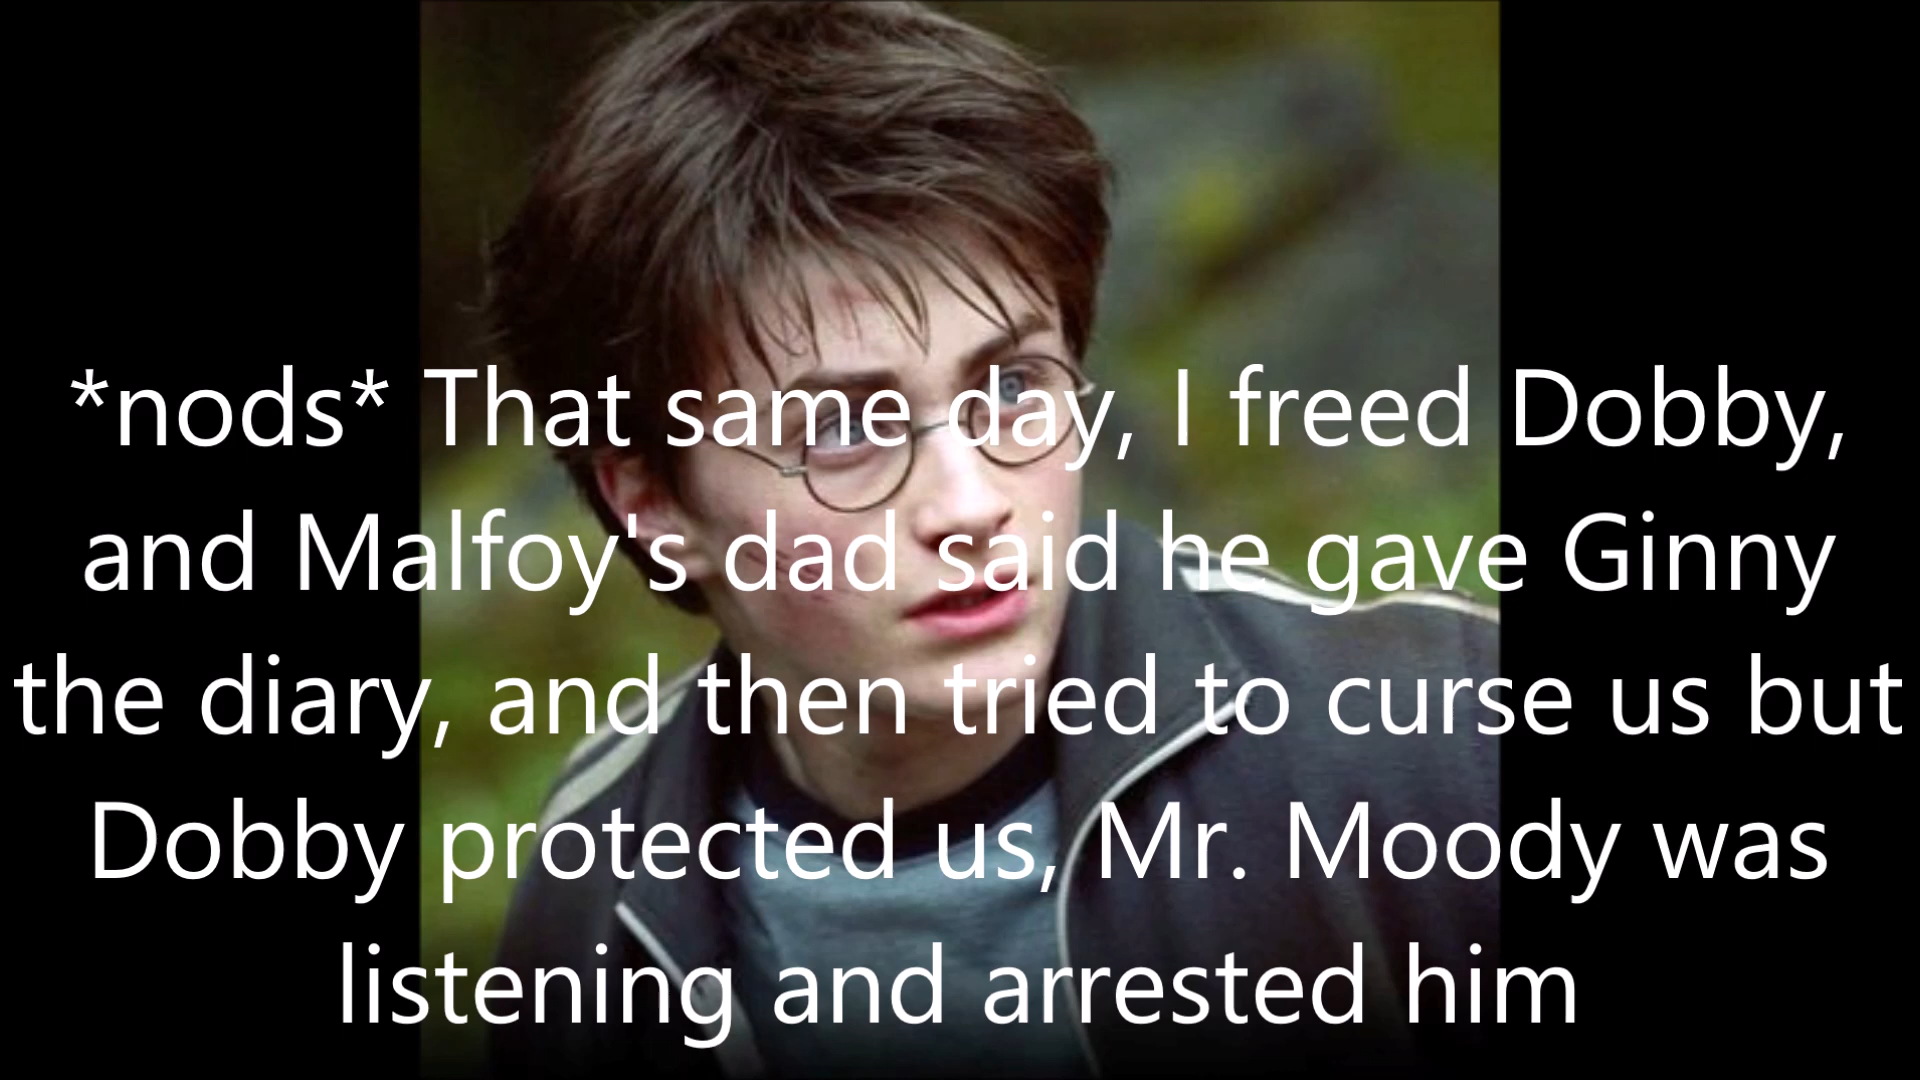 *nods* That same day, I freed Dobby,
and Malfoy's dad said he gave Ginny
the diary, and then tried to curse us but
Dobby protected us, Mr. Moody was
listening and arrested him